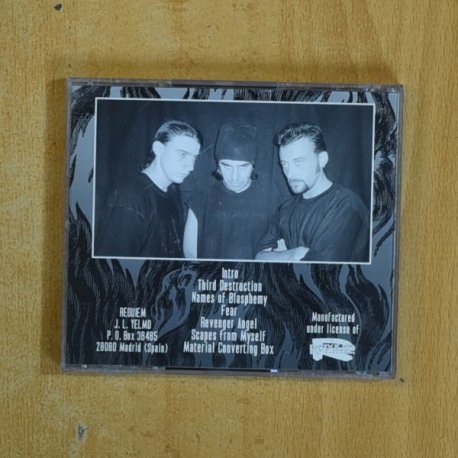 Intro
Third Destraction
Names of Blasphemy
Fear
Revenger Angel
Scapes from Myself
Material Converting Box
REQUIEM
J. L. YELMO
P. O. Box 38465
28080 Madrid (Spain)
Manufactured
under license of